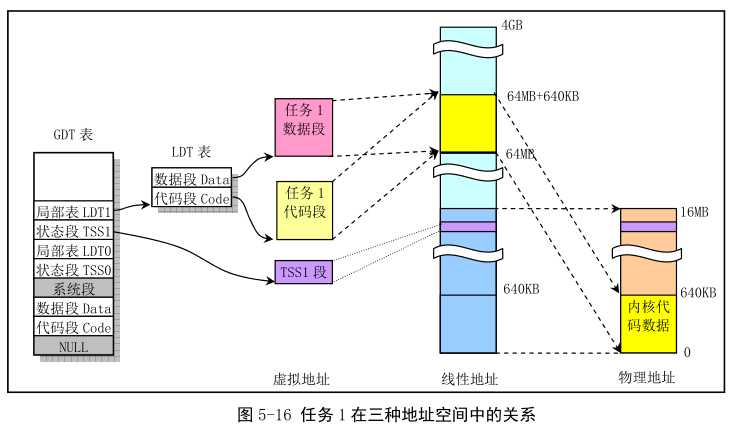 GDT 表
局部表 LDT1
状态段 TSS1
局部表 LDT0
状态段 TSS0
系统段
数据段 Data
代码段 Code
NULL
LDT 表
数据段 Data
代码段 Code
任务 1
数据段
任务 1
代码段
TSS1 段
虚拟地址
4GB
64MB+640KB
64MB
640KB
线性地址
16MB
640KB
内核代
码数据
0
物理地址
图 5-16 任务 1 在三种地址空间中的关系